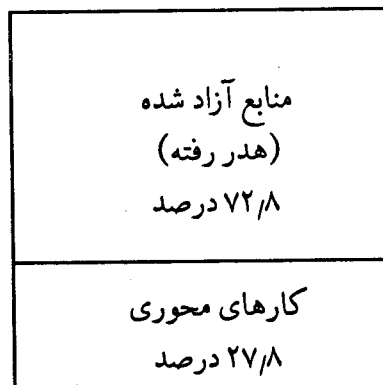 منابع آزاد شده
(هدر رفته)
۷۲٫۸ درصد
کارهای محوری
۲۷٫۸ درصد